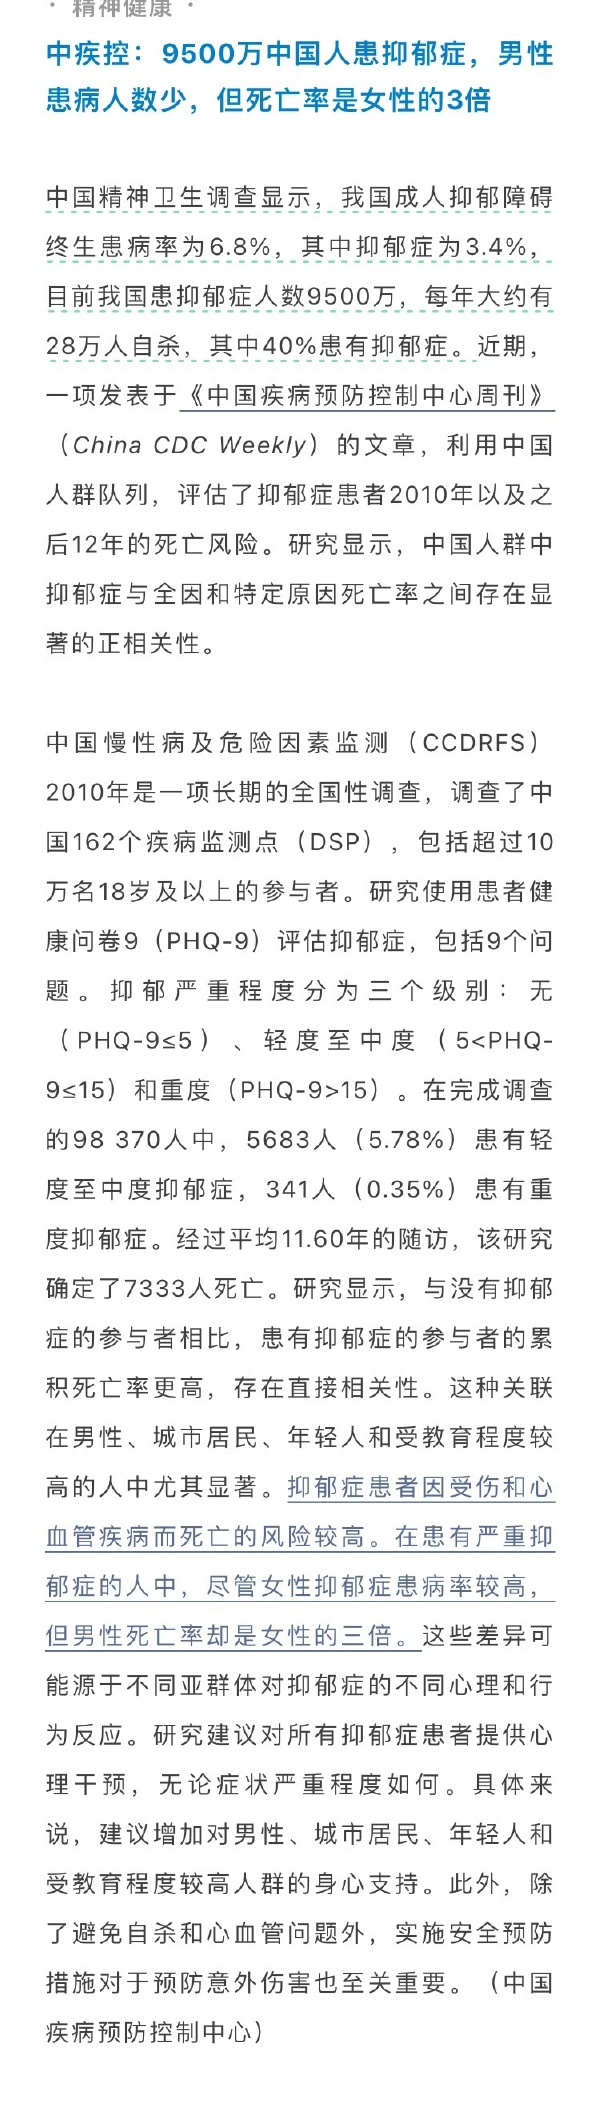 · 精神健康 ·
中疾控：9500万中国人患抑郁症，男性
患病人数少，但死亡率是女性的3倍
中国精神卫生调查显示，我国成人抑郁障碍
终生患病率为6.8%，其中抑郁症为3.4%，
目前我国患抑郁症人数9500万，每年大约有
28万人自杀，其中40%患有抑郁症。近期，
一项发表于《中国疾病预防控制中心周刊》
（China CDC Weekly）的文章，利用中国
人群队列，评估了抑郁症患者2010年以及之
后12年的死亡风险。研究显示，中国人群中
抑郁症与全因和特定原因死亡率之间存在显
著的正相关性。
中国慢性病及危险因素监测（CCDRFS）
2010年是一项长期的全国性调查，调查了中
国162个疾病监测点（DSP），包括超过10
万名18岁及以上的参与者。研究使用患者健
康问卷9（PHQ-9）评估抑郁症，包括9个问
题。抑郁严重程度分为三个级别：无
（PHQ-9≤5）、轻度至中度（5<PHQ-
9≤15）和重度（PHQ-9>15）。在完成调查
的98 370人中，5683人（5.78%）患有轻
度至中度抑郁症，341人（0.35%）患有重
度抑郁症。经过平均11.60年的随访，该研究
确定了7333人死亡。研究显示，与没有抑郁
症的参与者相比，患有抑郁症的参与者的累
积死亡率更高，存在直接相关性。这种关联
在男性、城市居民、年轻人和受教育程度较
高的人中尤其显著。抑郁症患者因受伤和心
血管疾病而死亡的风险较高。在患有严重抑
郁症的人中，尽管女性抑郁症患病率较高，
但男性死亡率却是女性的三倍。这些差异可
能源于不同亚群体对抑郁症的不同心理和行
为反应。研究建议对所有抑郁症患者提供心
理干预，无论症状严重程度如何。具体来
说，建议增加对男性、城市居民、年轻人和
受教育程度较高人群的身心支持。此外，除
了避免自杀和心血管问题外，实施安全预防
措施对于预防意外伤害也至关重要。（中国
疾病预防控制中心）